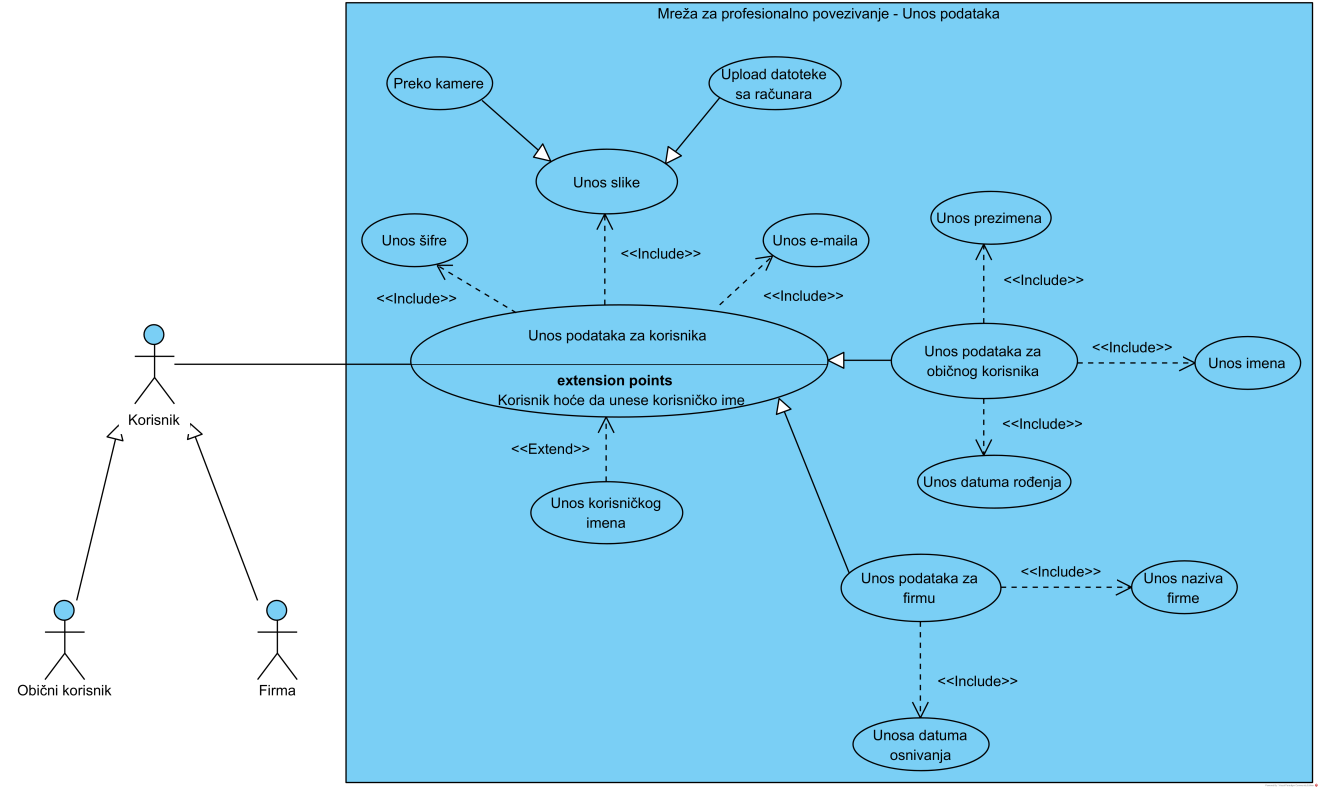 Mreža za profesionalno povezivanje - Unos podataka
Preko kamere
Upload datoteke
sa računara
Unos slike
Unos prezimena
Unos šifre
<<Include>>
Unos e-maila
<<Include>>
<<Include>>
<<Include>>
Unos podataka za korisnika
Unos podataka za
običnog korisnika
<<Include>>
Unos imena
extension points
Korisnik hoće da unese korisničko ime
Korisnik
<<Include>>
<<Extend>>
Unos datuma rođenja
Unos korisničkog
imena
Unos podataka za
firmu
<<Include>>
Unos naziva
firme
Obični korisnik
Firma
<<Include>>
Unosa datuma
osnivanja